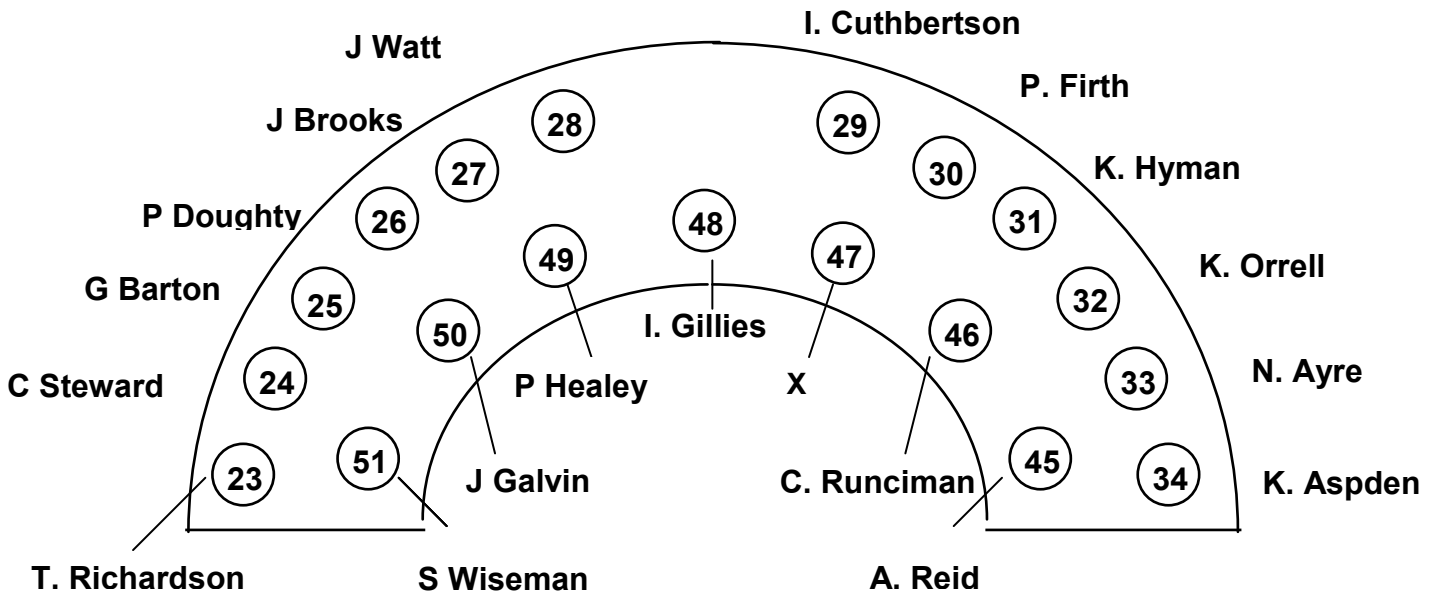 I. Cuthbertson
J Watt
P. Firth
J Brooks
28
29
27
30
K. Hyman
P Doughty
26
48
31
49
47
K. Orrell
G Barton
25
32
50
I. Gillies
46
C Steward
24
P Healey
X
33
N. Ayre
23
51
J Galvin
C. Runciman
45
34
K. Aspden
T. Richardson
S Wiseman
A. Reid